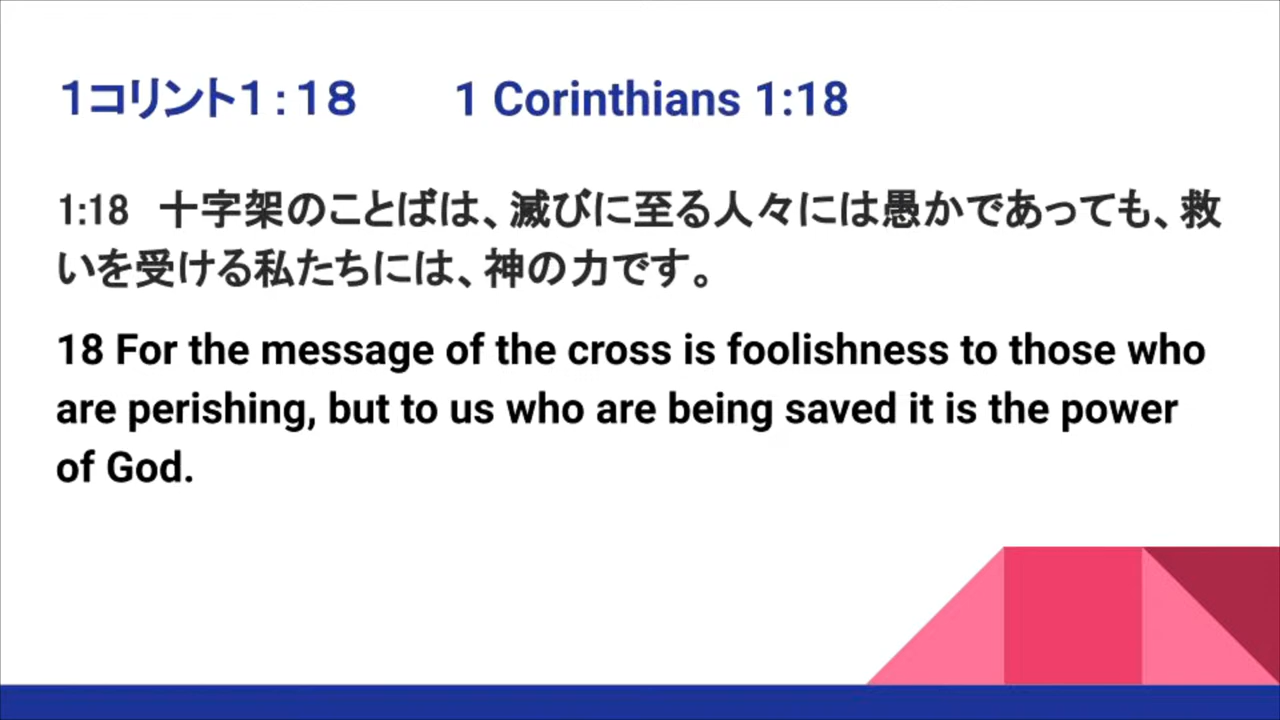 １コリント１：１８　　1 Corinthians 1:18
1:18　十字架のことばは、滅びに至る人々には愚かであっても、救
いを受ける私たちには、神の力です。
18 For the message of the cross is foolishness to those who
are perishing, but to us who are being saved it is the power
of God.